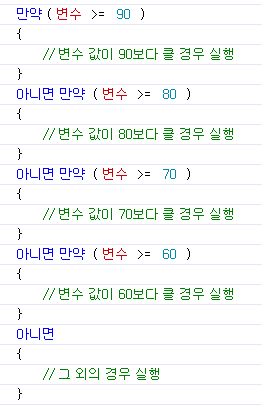 만약 ( 변수 >= 90 )
{
//변수 값이 90보다 클 경우 실행
}
아니면 만약 ( 변수 >= 80 )
{
//변수 값이 80보다 클 경우 실행
}
아니면 만약 ( 변수 >= 70 )
{
//변수 값이 70보다 클 경우 실행
}
아니면 만약 ( 변수 >= 60 )
{
//변수 값이 60보다 클 경우 실행
}
아니면
{
//그 외의 경우 실행
}